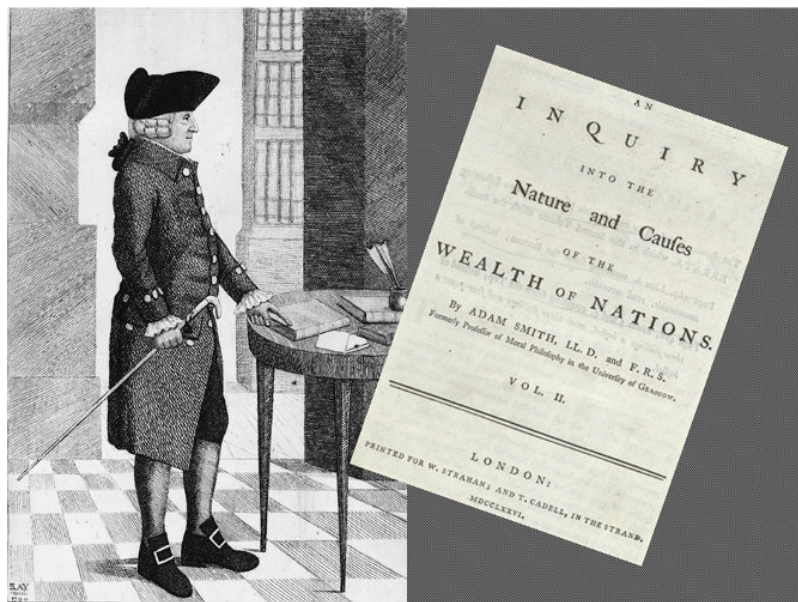 AN
INQUIRY
INTO THE
Nature and Cauſes
OF THE
WEALTH OF NATIONS.
By ADAM SMITH, LL. D. and F. R. S.
Formerly Profeſſor of Moral Philoſophy in the Univerſity of GLASGOW.
VOL. II.
LONDON:
PRINTED FOR W. STRAHAN; AND T. CADELL, IN THE STRAND.
MDCCLXXVI.
KAY